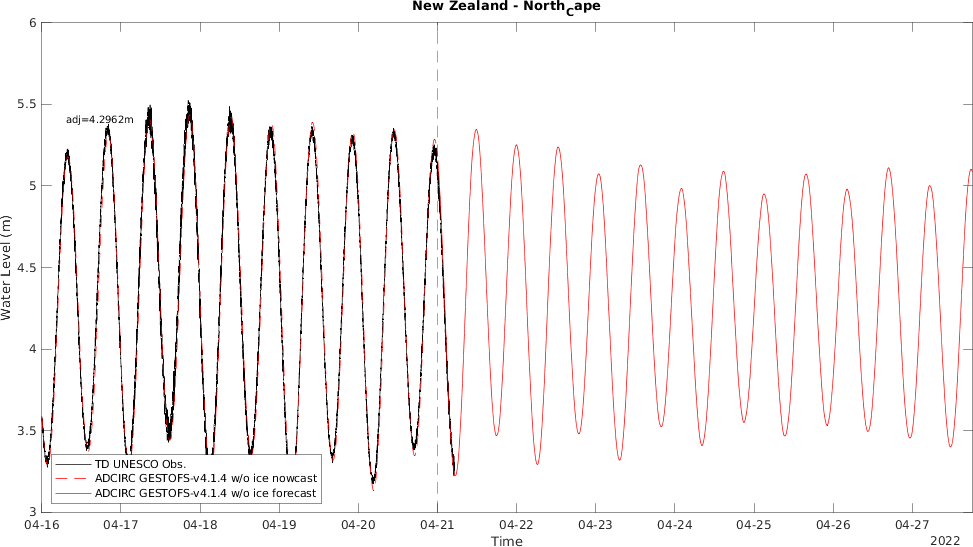 New Zealand - North_Cape
6
5.5
adj=4.2962m
5
4.5
4
3.5
3
Water Level (m)
TD UNESCO Obs.
ADCIRC GESTOFS-v4.1.4 w/o ice nowcast
ADCIRC GESTOFS-v4.1.4 w/o ice forecast
04-16 04-17 04-18 04-19 04-20 04-21 04-22 04-23 04-24 04-25 04-26 04-27
Time
2022